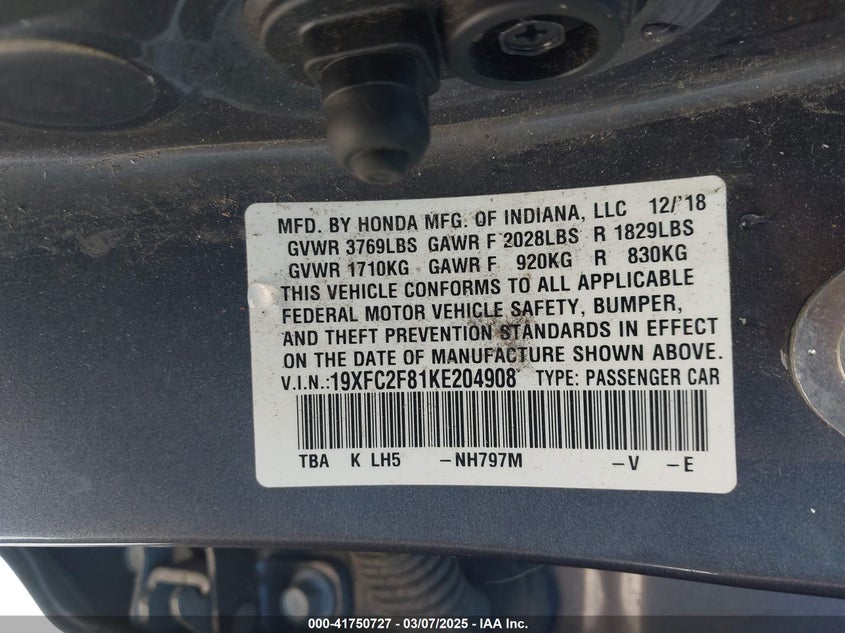 MFD. BY HONDA MFG. OF INDIANA, LLC 12/'18
GVWR 3769LBS GAWR F 2028LBS R 1829LBS
GVWR 1710KG GAWR F 920KG R 830KG
THIS VEHICLE CONFORMS TO ALL APPLICABLE
FEDERAL MOTOR VEHICLE SAFETY, BUMPER,
AND THEFT PREVENTION STANDARDS IN EFFECT
ON THE DATE OF MANUFACTURE SHOWN ABOVE.
V.I.N.:19XFC2F81KE204908 TYPE: PASSENGER CAR
TBA K LH5 -NH797M -V -E
000-41750727 - 03/07/2025 - IAA Inc.